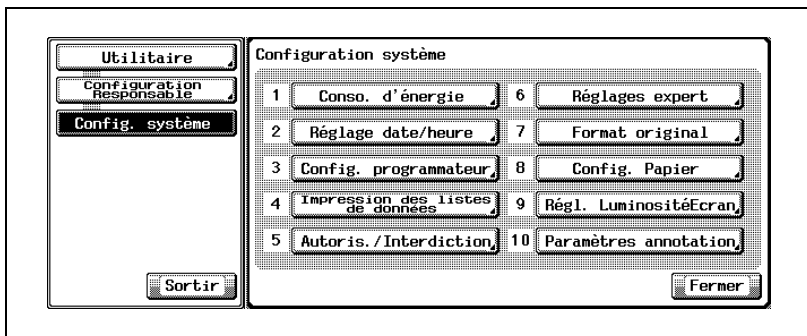 Utilitaire
Configuration
Responsable
Config. système
Sortir
Configuration système
1 Conso. d'énergie
2 Réglage date/heure
3 Config. programmateur
4 Impression des listes
de données
5 Autoris./Interdiction
6 Réglages expert
7 Format original
8 Config. Papier
9 Régl. LuminositéEcran
10 Paramètres annotation
Fermer